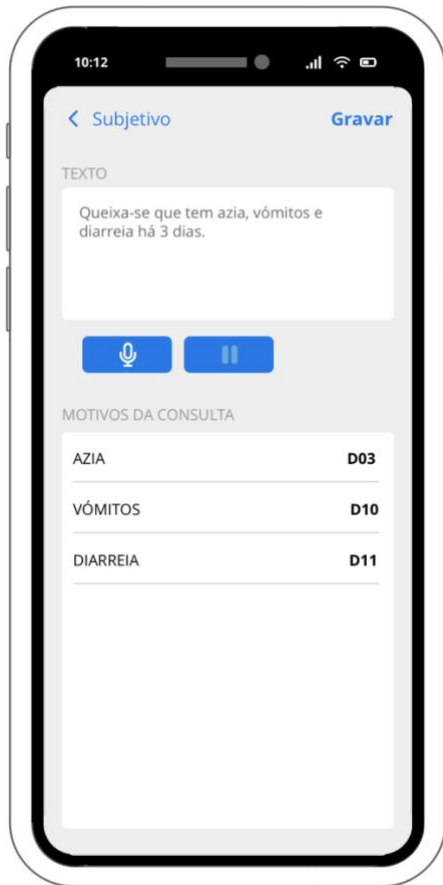 10:12
Subjetivo
Gravar
TEXTO
Queixa-se que tem azia, vómitos e
diarreia há 3 dias.
MOTIVOS DA CONSULTA
AZIA D03
VÓMITOS D10
DIARREIA D11